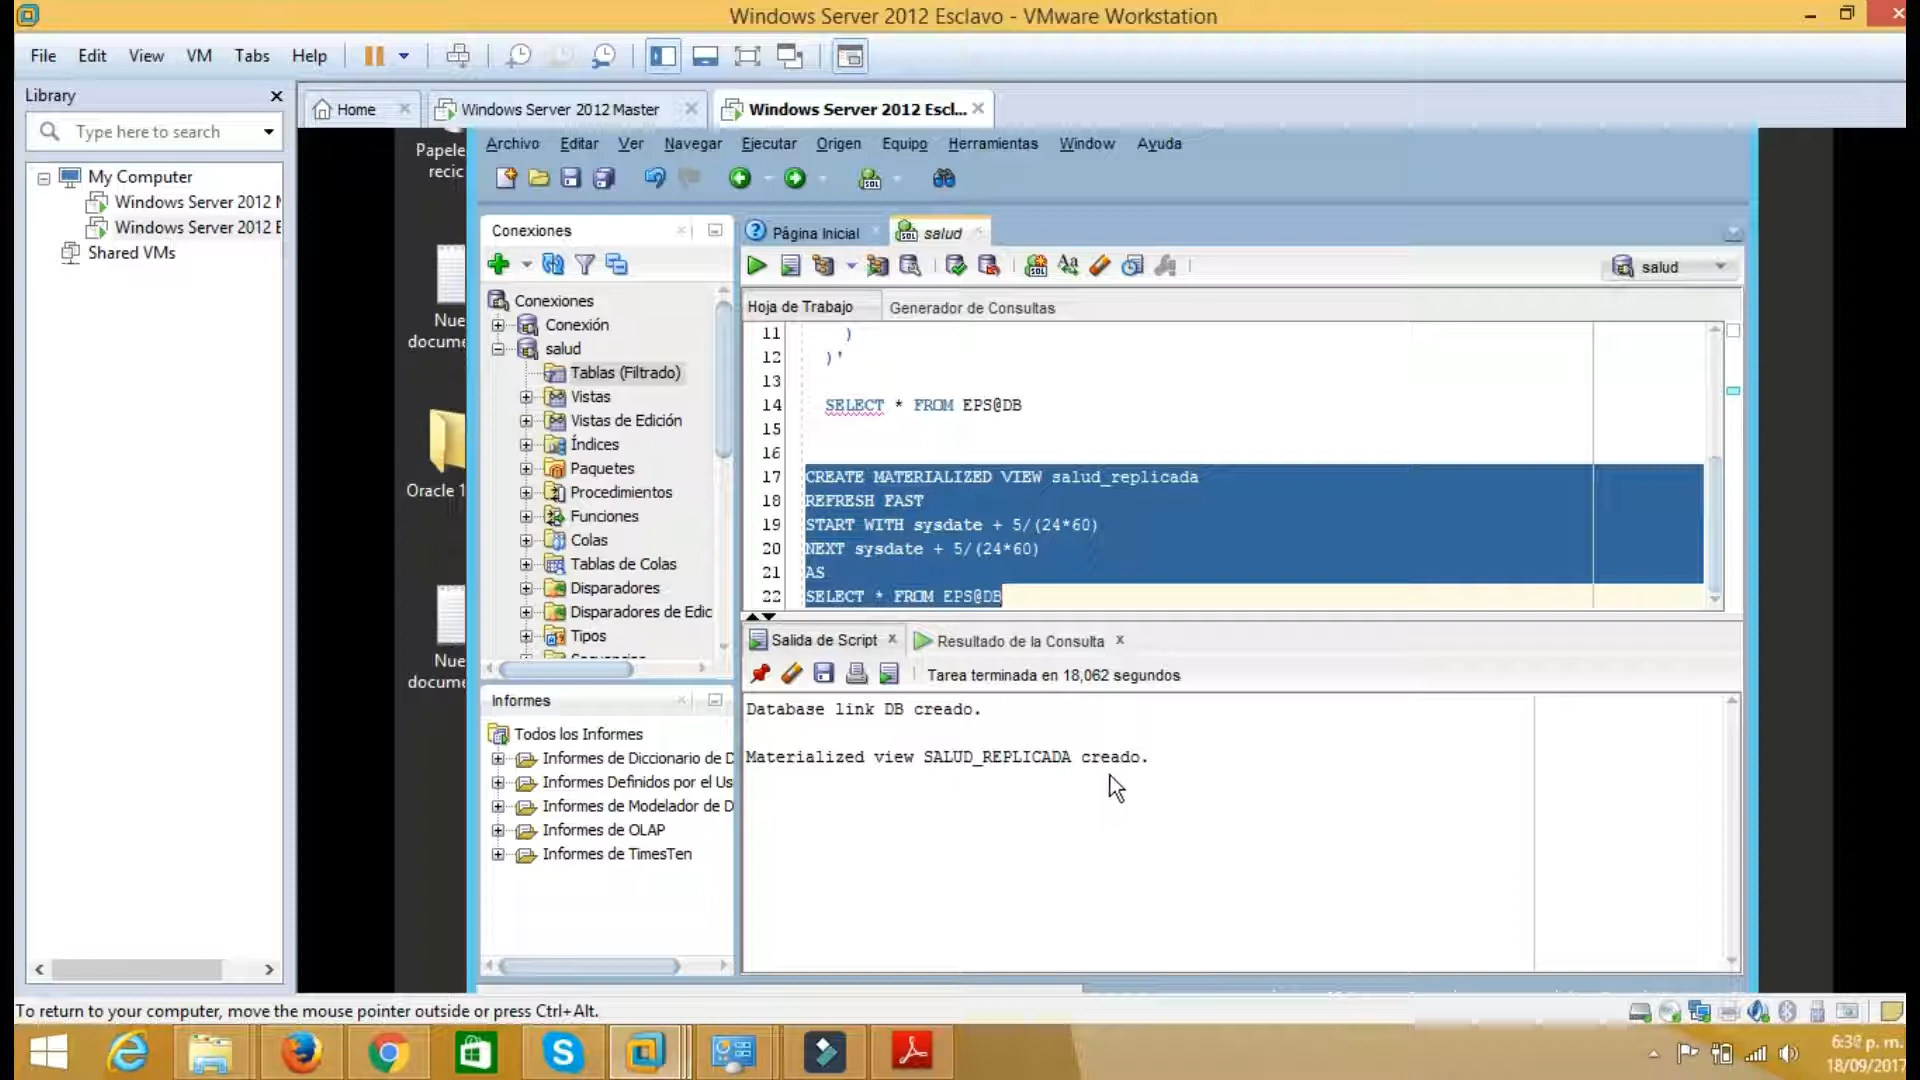 Windows Server 2012 Esclavo - VMware Workstation
File Edit View VM Tabs Help
Library
Type here to search
My Computer
Windows Server 2012 M
Windows Server 2012 E
Shared VMs
Home
Windows Server 2012 Master
Windows Server 2012 Escl...
Papele
recic
Nue
docume
Oracle 1
Nue
docume
Archivo Editar Ver Navegar Ejecutar Origen Equipo Herramientas Window Ayuda
Conexiones
Conexiones
Conexión
salud
Tablas (Filtrado)
Vistas
Vistas de Edición
Índices
Paquetes
Procedimientos
Funciones
Colas
Tablas de Colas
Disparadores
Disparadores de Edic
Tipos
Informes
Todos los Informes
Informes de Diccionario de D
Informes Definidos por el Us
Informes de Modelador de D
Informes de OLAP
Informes de TimesTen
Página Inicial
salud
salud
Hoja de Trabajo
Generador de Consultas
11 )
12 )'
13
14 SELECT * FROM EPS@DB
15
16
17 CREATE MATERIALIZED VIEW salud_replicada
18 REFRESH FAST
19 START WITH sysdate + 5/(24*60)
20 NEXT sysdate + 5/(24*60)
21 AS
22 SELECT * FROM EPS@DB
Salida de Script
Resultado de la Consulta
Tarea terminada en 18,062 segundos
Database link DB creado.
Materialized view SALUD_REPLICADA creado.
To return to your computer, move the mouse pointer outside or press Ctrl+Alt.
p. m.
18/09/2017